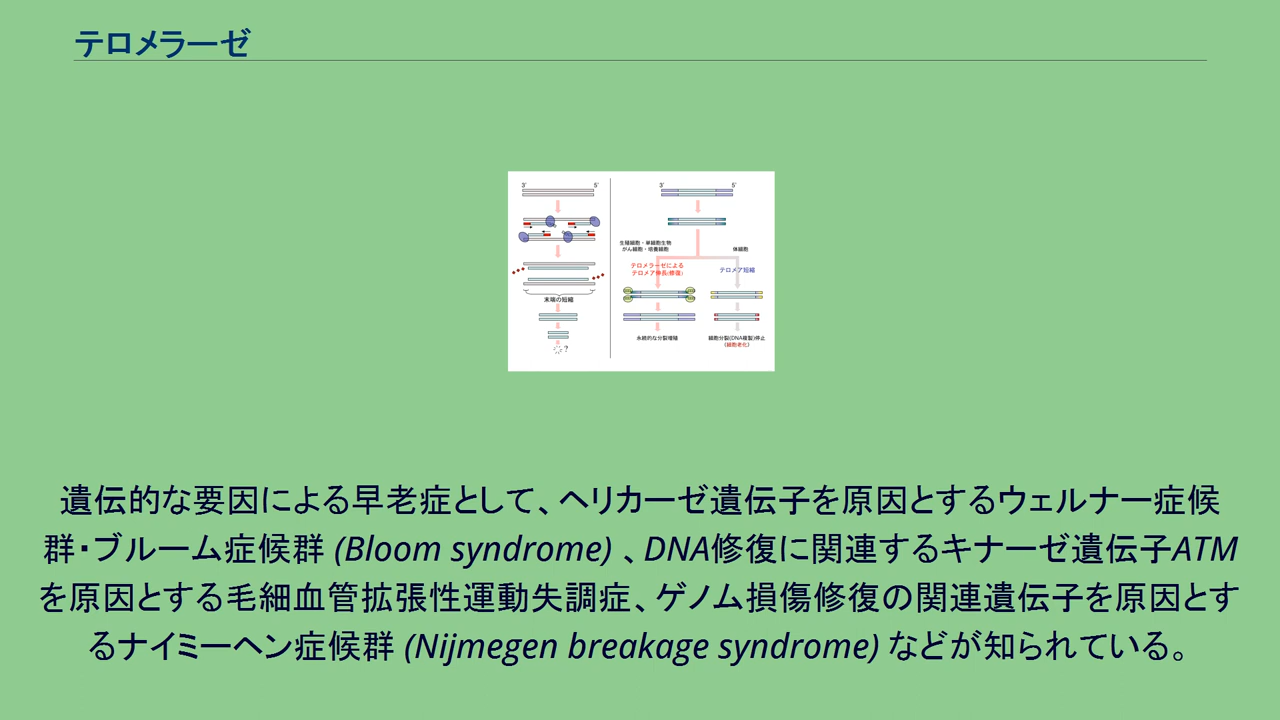 テロメラーゼ
3' 5'
末端の短縮
?
3' 5'
生殖細胞・単細胞生物
がん細胞・培養細胞
体細胞
テロメラーゼによる
テロメア伸長(修復)
テロメア短縮
永続的な分裂増殖
細胞分裂(DNA複製)停止
(細胞老化)
遺伝的な要因による早老症として、ヘリカーゼ遺伝子を原因とするウェルナー症候
群・ブルーム症候群 (Bloom syndrome) 、DNA修復に関連するキナーゼ遺伝子ATM
を原因とする毛細血管拡張性運動失調症、ゲノム損傷修復の関連遺伝子を原因とす
るナイミーヘン症候群 (Nijmegen breakage syndrome) などが知られている。